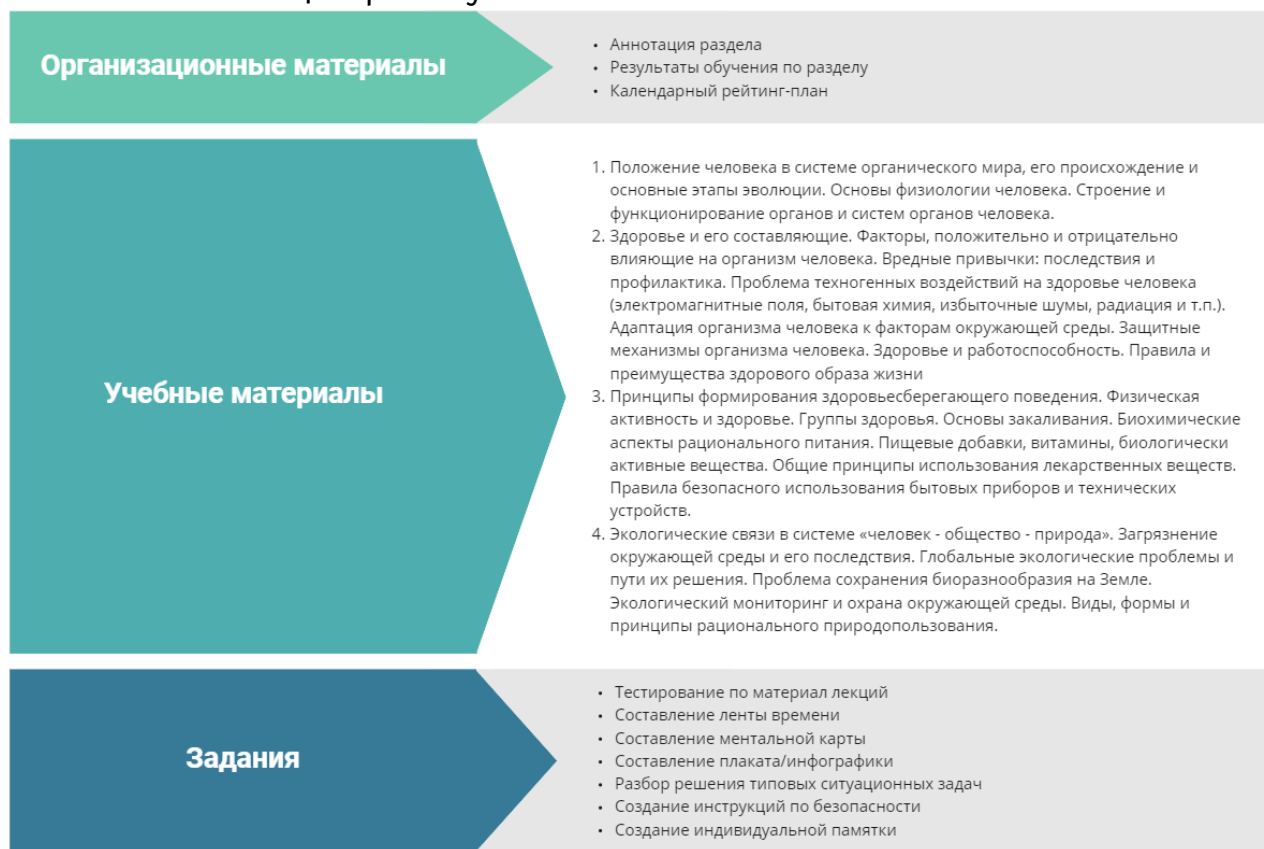 Организационные материалы
• Аннотация раздела
• Результаты обучения по разделу
• Календарный рейтинг-план
Учебные материалы
1. Положение человека в системе органического мира, его происхождение и
основные этапы эволюции. Основы физиологии человека. Строение и
функционирование органов и систем органов человека.
2. Здоровье и его составляющие. Факторы, положительно и отрицательно
влияющие на организм человека. Вредные привычки: последствия и
профилактика. Проблема техногенных воздействий на здоровье человека
(электромагнитные поля, бытовая химия, избыточные шумы, радиация и т.п.).
Адаптация организма человека к факторам окружающей среды. Защитные
механизмы организма человека. Здоровье и работоспособность. Правила и
преимущества здорового образа жизни
3. Принципы формирования здоровьесберегающего поведения. Физическая
активность и здоровье. Группы здоровья. Основы закаливания. Биохимические
аспекты рационального питания. Пищевые добавки, витамины, биологически
активные вещества. Общие принципы использования лекарственных веществ.
Правила безопасного использования бытовых приборов и технических
устройств.
4. Экологические связи в системе «человек - общество - природа». Загрязнение
окружающей среды и его последствия. Глобальные экологические проблемы и
пути их решения. Проблема сохранения биоразнообразия на Земле.
Экологический мониторинг и охрана окружающей среды. Виды, формы и
принципы рационального природопользования.
Задания
• Тестирование по материал лекций
• Составление ленты времени
• Составление ментальной карты
• Составление плаката/инфографики
• Разбор решения типовых ситуационных задач
• Создание инструкций по безопасности
• Создание индивидуальной памятки